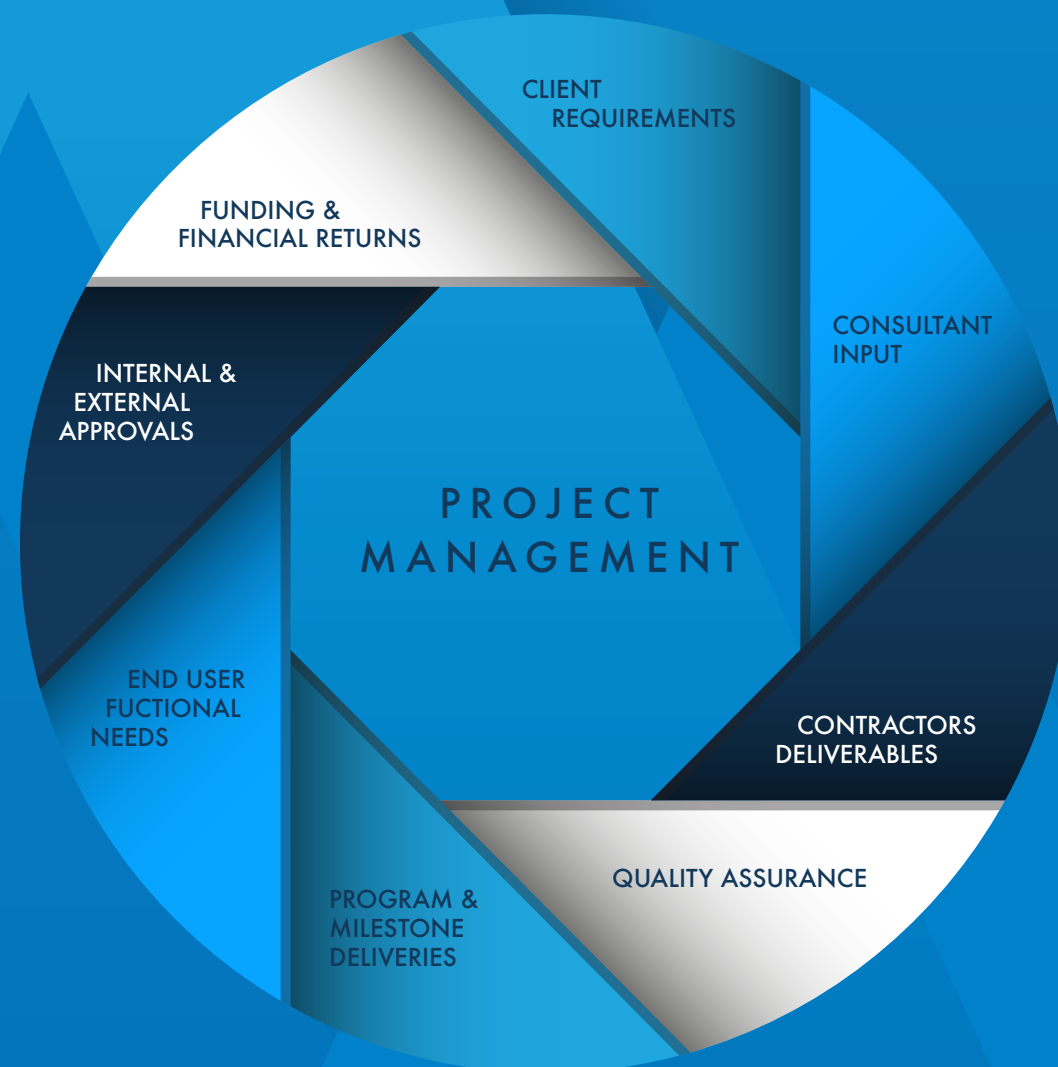 CLIENT
REQUIREMENTS
CONSULTANT
INPUT
CONTRACTORS
DELIVERABLES
QUALITY ASSURANCE
PROGRAM &
MILESTONE
DELIVERIES
END USER
FUCTIONAL
NEEDS
INTERNAL &
EXTERNAL
APPROVALS
FUNDING &
FINANCIAL RETURNS
PROJECT
MANAGEMENT